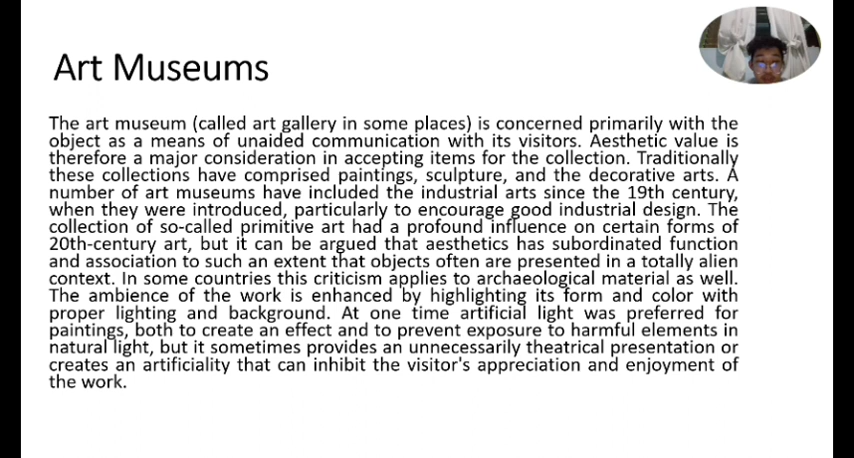 Art Museums
The art museum (called art gallery in some places) is concerned primarily with the
object as a means of unaided communication with its visitors. Aesthetic value is
therefore a major consideration in accepting items for the collection. Traditionally
these collections have comprised paintings, sculpture, and the decorative arts. A
number of art museums have included the industrial arts since the 19th century,
when they were introduced, particularly to encourage good industrial design. The
collection of so-called primitive art had a profound influence on certain forms of
20th-century art, but it can be argued that aesthetics has subordinated function
and association to such an extent that objects often are presented in a totally alien
context. In some countries this criticism applies to archaeological material as well.
The ambience of the work is enhanced by highlighting its form and color with
proper lighting and background. At one time artificial light was preferred for
paintings, both to create an effect and to prevent exposure to harmful elements in
natural light, but it sometimes provides an unnecessarily theatrical presentation or
creates an artificiality that can inhibit the visitor's appreciation and enjoyment of
the work.